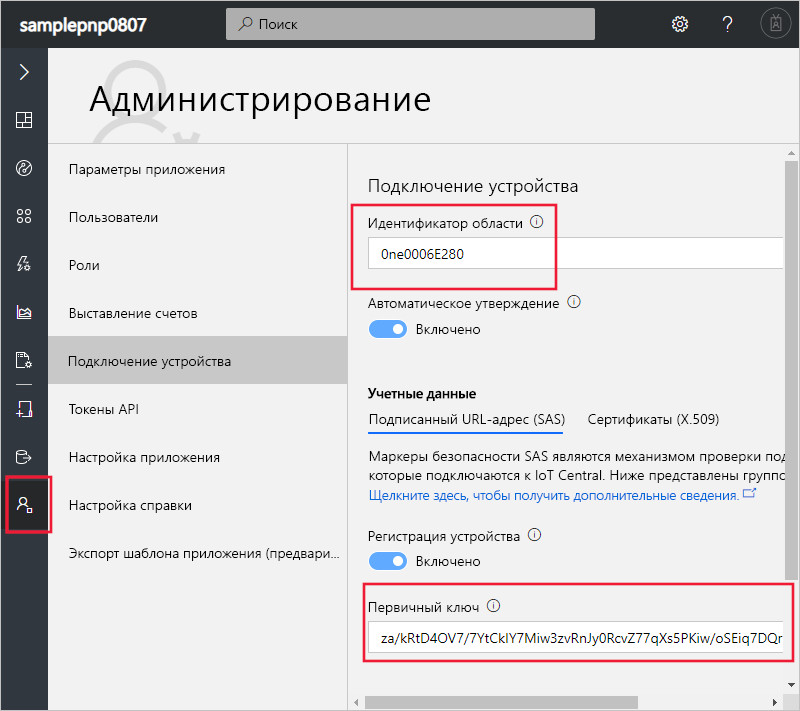 samplepnp0807
Поиск
Администрирование
Параметры приложения
Пользователи
Роли
Выставление счетов
Подключение устройства
Токены API
Настройка приложения
Настройка справки
Экспорт шаблона приложения (предвари...
Подключение устройства
Идентификатор области
0ne0006E280
Автоматическое утверждение
Включено
Учетные данные
Подписанный URL-адрес (SAS) Сертификаты (X.509)
Маркеры безопасности SAS являются механизмом проверки под
которые подключаются к IoT Central. Ниже представлены группо
Щелкните здесь, чтобы получить дополнительные сведения.
Регистрация устройства
Включено
Первичный ключ
za/kRtD4OV7/7YtCkIY7Miw3zvRnJy0RcvZ77qXs5PKiw/oSEiq7DQr